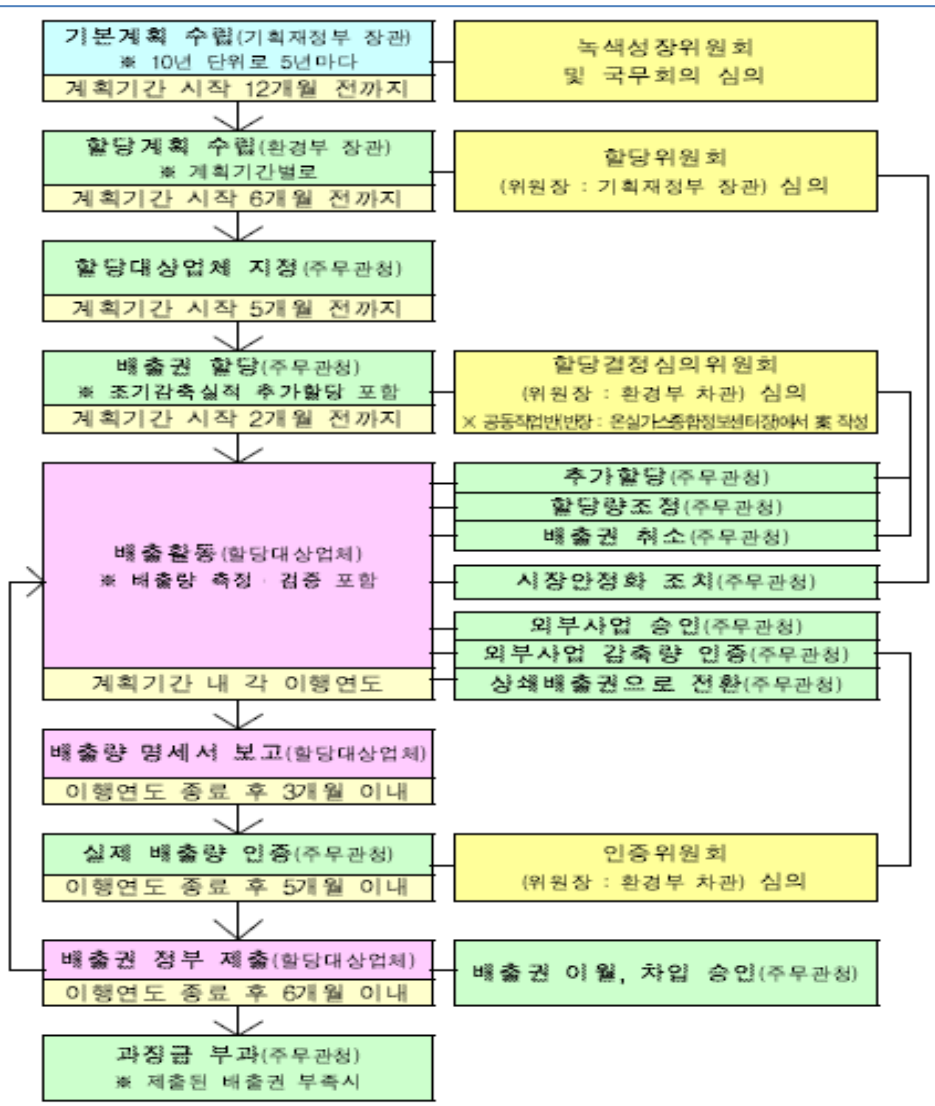 기본계획 수립(기획재정부 장관)
※ 10년 단위로 5년마다
계획기간 시작 12개월 전까지
녹색성장위원회
및 국무회의 심의
할당계획 수립(환경부 장관)
※ 계획기간별로
계획기간 시작 6개월 전까지
할당위원회
(위원장 : 기획재정부 장관) 심의
할당대상업체 지정(주무관청)
계획기간 시작 5개월 전까지
배출권 할당(주무관청)
※ 조기감축실적 추가할당 포함
계획기간 시작 2개월 전까지
할당결정심의위원회
(위원장 : 환경부 차관) 심의
※ 공동작업반(반장 : 온실가스종합정보센터장)에서 案 작성
배출활동(할당대상업체)
※ 배출량 측정·검증 포함
계획기간 내 각 이행연도
추가할당(주무관청)
할당량조정(주무관청)
배출권 취소(주무관청)
시장안정화 조치(주무관청)
외부사업 승인(주무관청)
외부사업 감축량 인증(주무관청)
상쇄배출권으로 전환(주무관청)
배출량 명세서 보고(할당대상업체)
이행연도 종료 후 3개월 이내
실제 배출량 인증(주무관청)
이행연도 종료 후 5개월 이내
인증위원회
(위원장 : 환경부 차관) 심의
배출권 정부 제출(할당대상업체)
이행연도 종료 후 6개월 이내
배출권 이월, 차입 승인(주무관청)
과징금 부과(주무관청)
※ 제출된 배출권 부족시